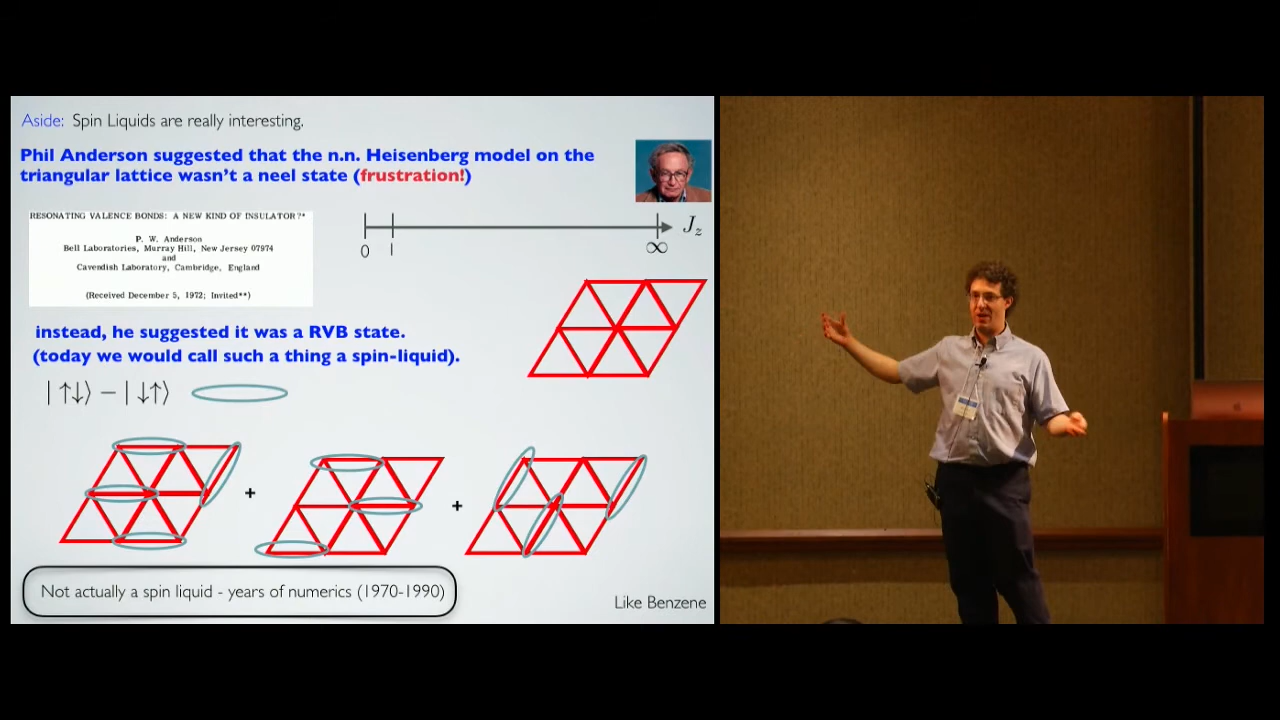 Aside: Spin Liquids are really interesting.
Phil Anderson suggested that the n.n. Heisenberg model on the
triangular lattice wasn't a neel state (frustration!)
RESONATING VALENCE BONDS: A NEW KIND OF INSULATOR?*
P. W. Anderson
Bell Laboratories, Murray Hill, New Jersey 07974
and
Cavendish Laboratory, Cambridge, England
(Received December 5, 1972; Invited**)
J_z
0 1 ∞
instead, he suggested it was a RVB state.
(today we would call such a thing a spin-liquid).
|↑↓⟩ − |↓↑⟩
+ +
Not actually a spin liquid - years of numerics (1970-1990)
Like Benzene